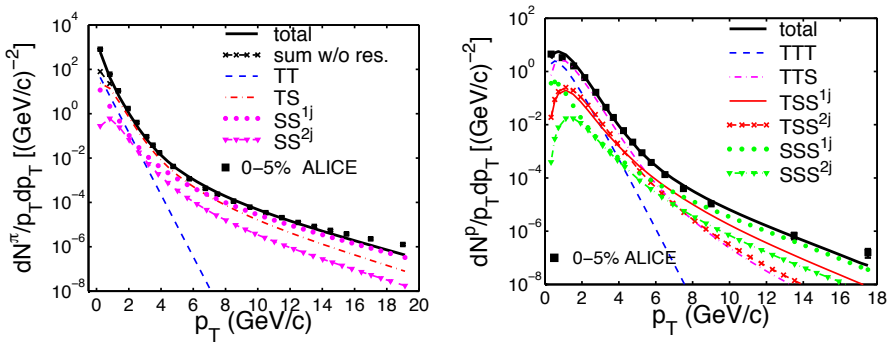 dN^π/p_T dp_T [(GeV/c)^−2]
10^4
10^2
10^0
10^−2
10^−4
10^−6
10^−8
total
sum w/o res.
TT
TS
SS^1j
SS^2j
0−5% ALICE
0 2 4 6 8 10 12 14 16 18 20
p_T (GeV/c)
dN^p/p_T dp_T [(GeV/c)^−2]
10^2
10^0
10^−2
10^−4
10^−6
10^−8
total
TTT
TTS
TSS^1j
TSS^2j
SSS^1j
SSS^2j
0−5% ALICE
0 2 4 6 8 10 12 14 16 18
p_T (GeV/c)